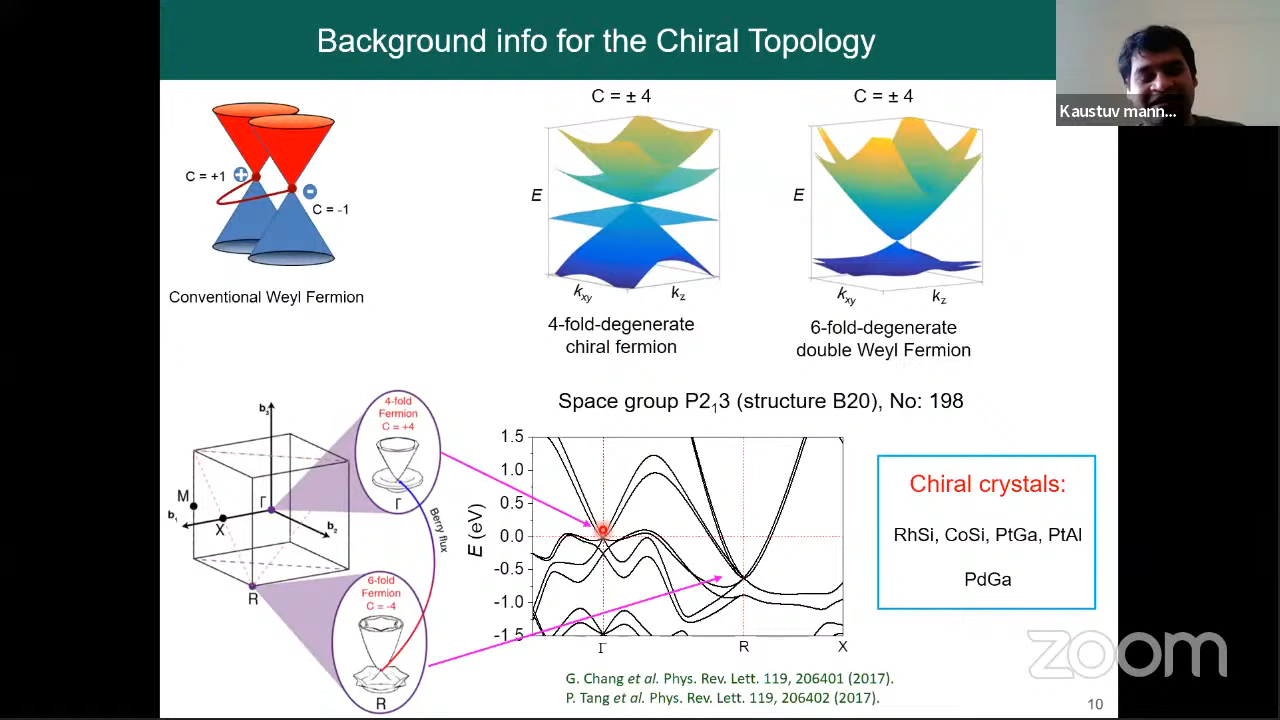 Background info for the Chiral Topology
Kaustuv mann...
C = ± 4
C = ± 4
C = +1
+
-
C = -1
E
k_xy
k_z
E
k_xy
k_z
Conventional Weyl Fermion
4-fold-degenerate
chiral fermion
6-fold-degenerate
double Weyl Fermion
Space group P2₁3 (structure B20), No: 198
b₃
4-fold
Fermion
C = +4
Γ
M
b₁
X
Γ
b₂
R
Berry flux
6-fold
Fermion
C = -4
R
E (eV)
1.5
1.0
0.5
0.0
-0.5
-1.0
-1.5
Γ
R
X
Chiral crystals:
RhSi, CoSi, PtGa, PtAl
PdGa
G. Chang et al. Phys. Rev. Lett. 119, 206401 (2017).
P. Tang et al. Phys. Rev. Lett. 119, 206402 (2017).
zoom
10